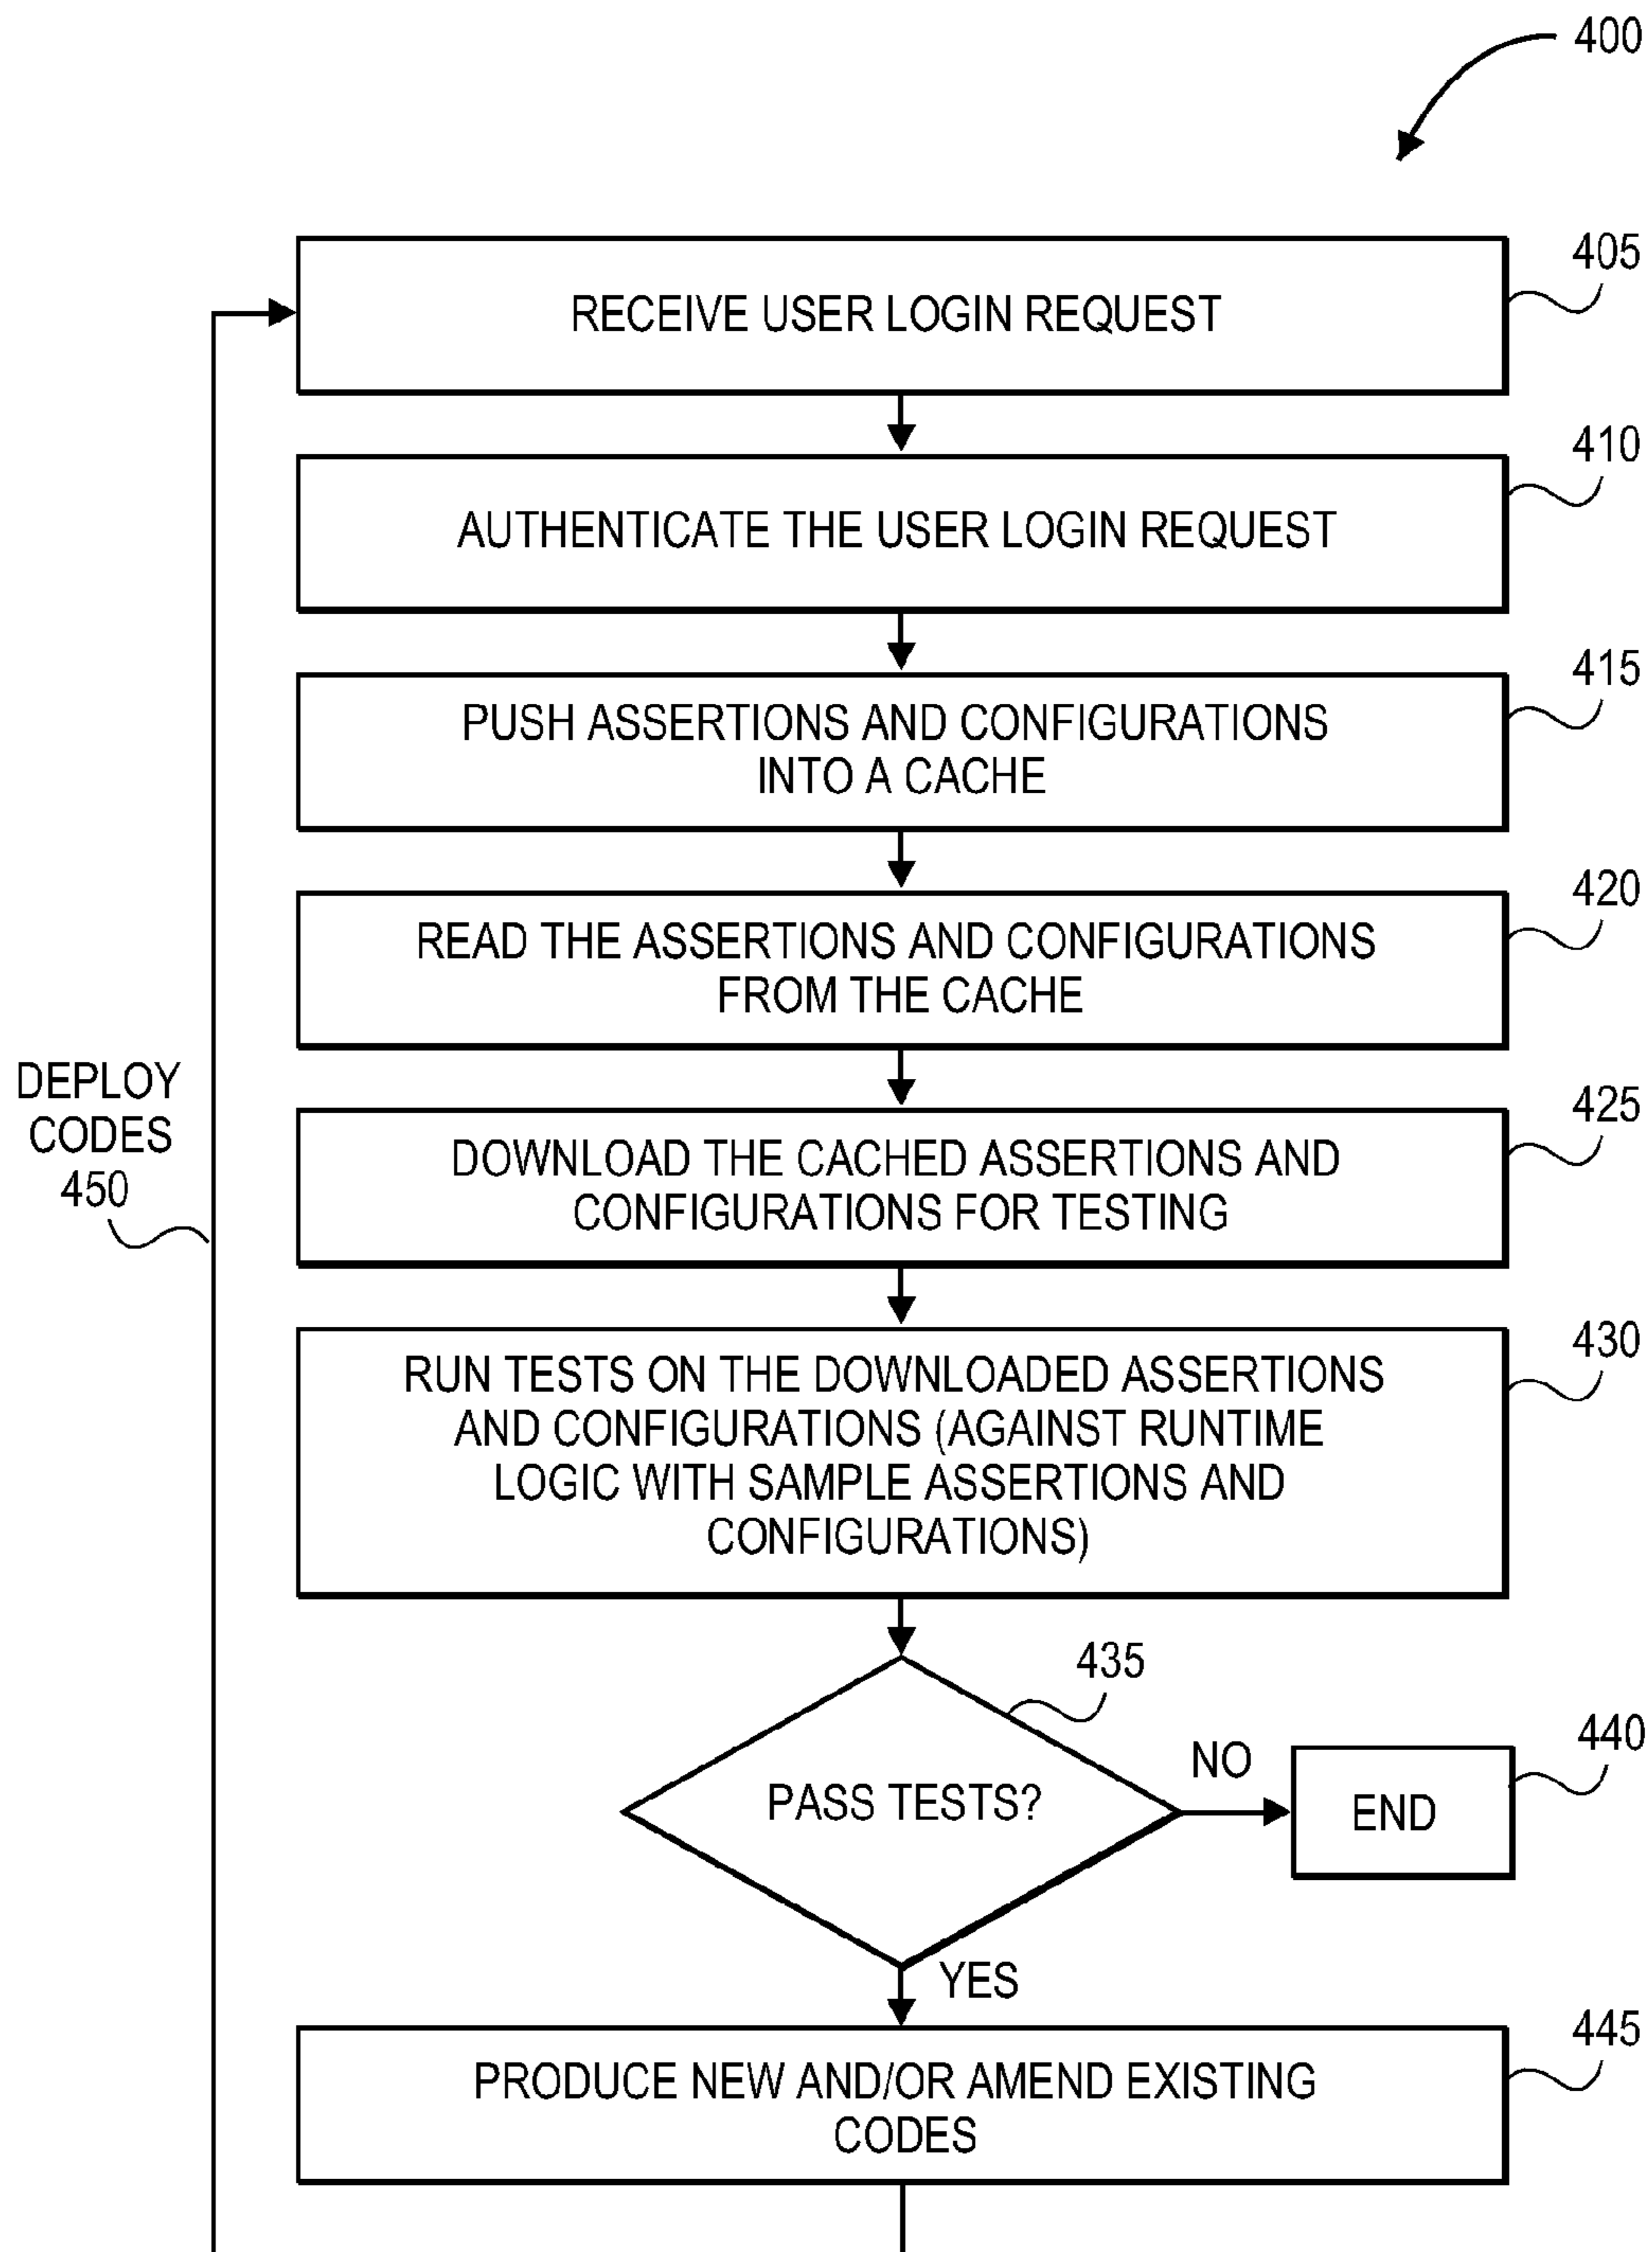 400
405
RECEIVE USER LOGIN REQUEST
410
AUTHENTICATE THE USER LOGIN REQUEST
415
PUSH ASSERTIONS AND CONFIGURATIONS
INTO A CACHE
420
READ THE ASSERTIONS AND CONFIGURATIONS
FROM THE CACHE
DEPLOY
CODES
450
425
DOWNLOAD THE CACHED ASSERTIONS AND
CONFIGURATIONS FOR TESTING
430
RUN TESTS ON THE DOWNLOADED ASSERTIONS
AND CONFIGURATIONS (AGAINST RUNTIME
LOGIC WITH SAMPLE ASSERTIONS AND
CONFIGURATIONS)
435
PASS TESTS?
NO
440
END
YES
445
PRODUCE NEW AND/OR AMEND EXISTING
CODES